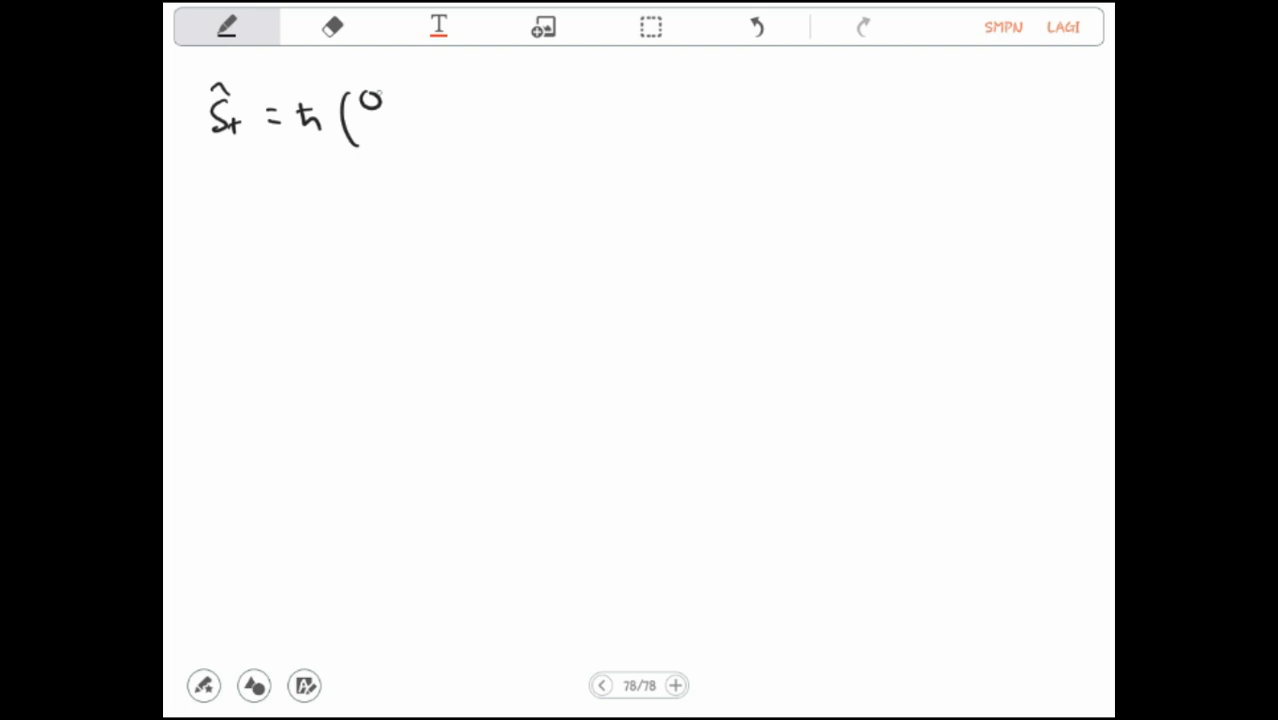 T SMPN LAGI
Ŝ₊ = ħ (0
78/78